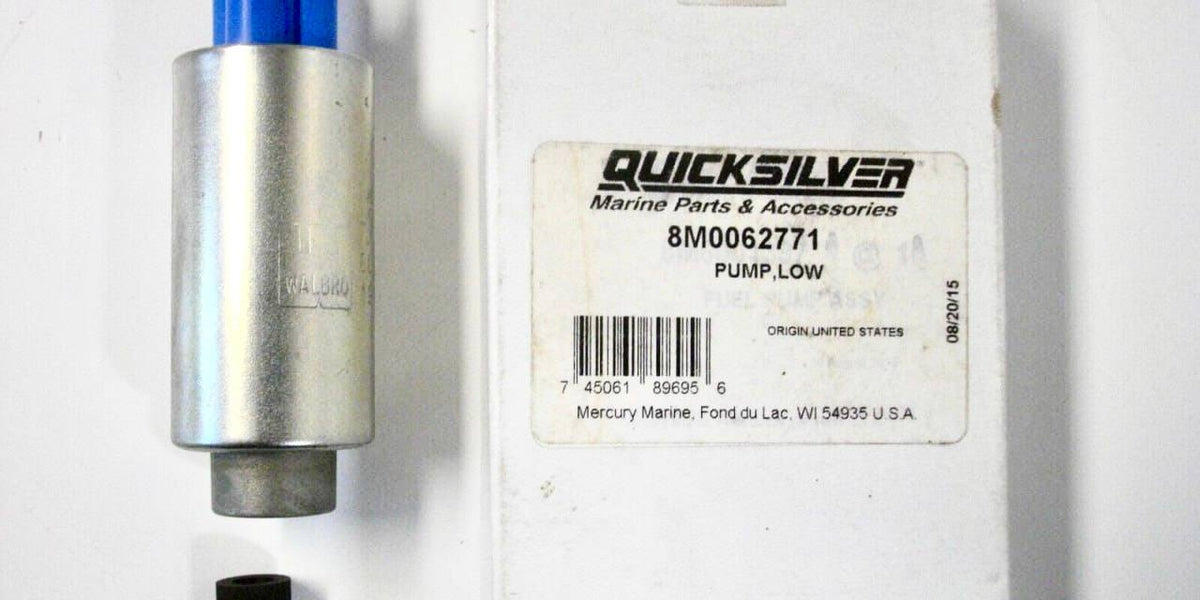 WALBRO
QUICKSILVER
Marine Parts & Accessories
8M0062771
PUMP,LOW
FUEL PUMP ASSY
ORIGIN UNITED STATES
08/20/15
7 45061 89695 6
Mercury Marine, Fond du Lac, WI 54935 U.S.A.